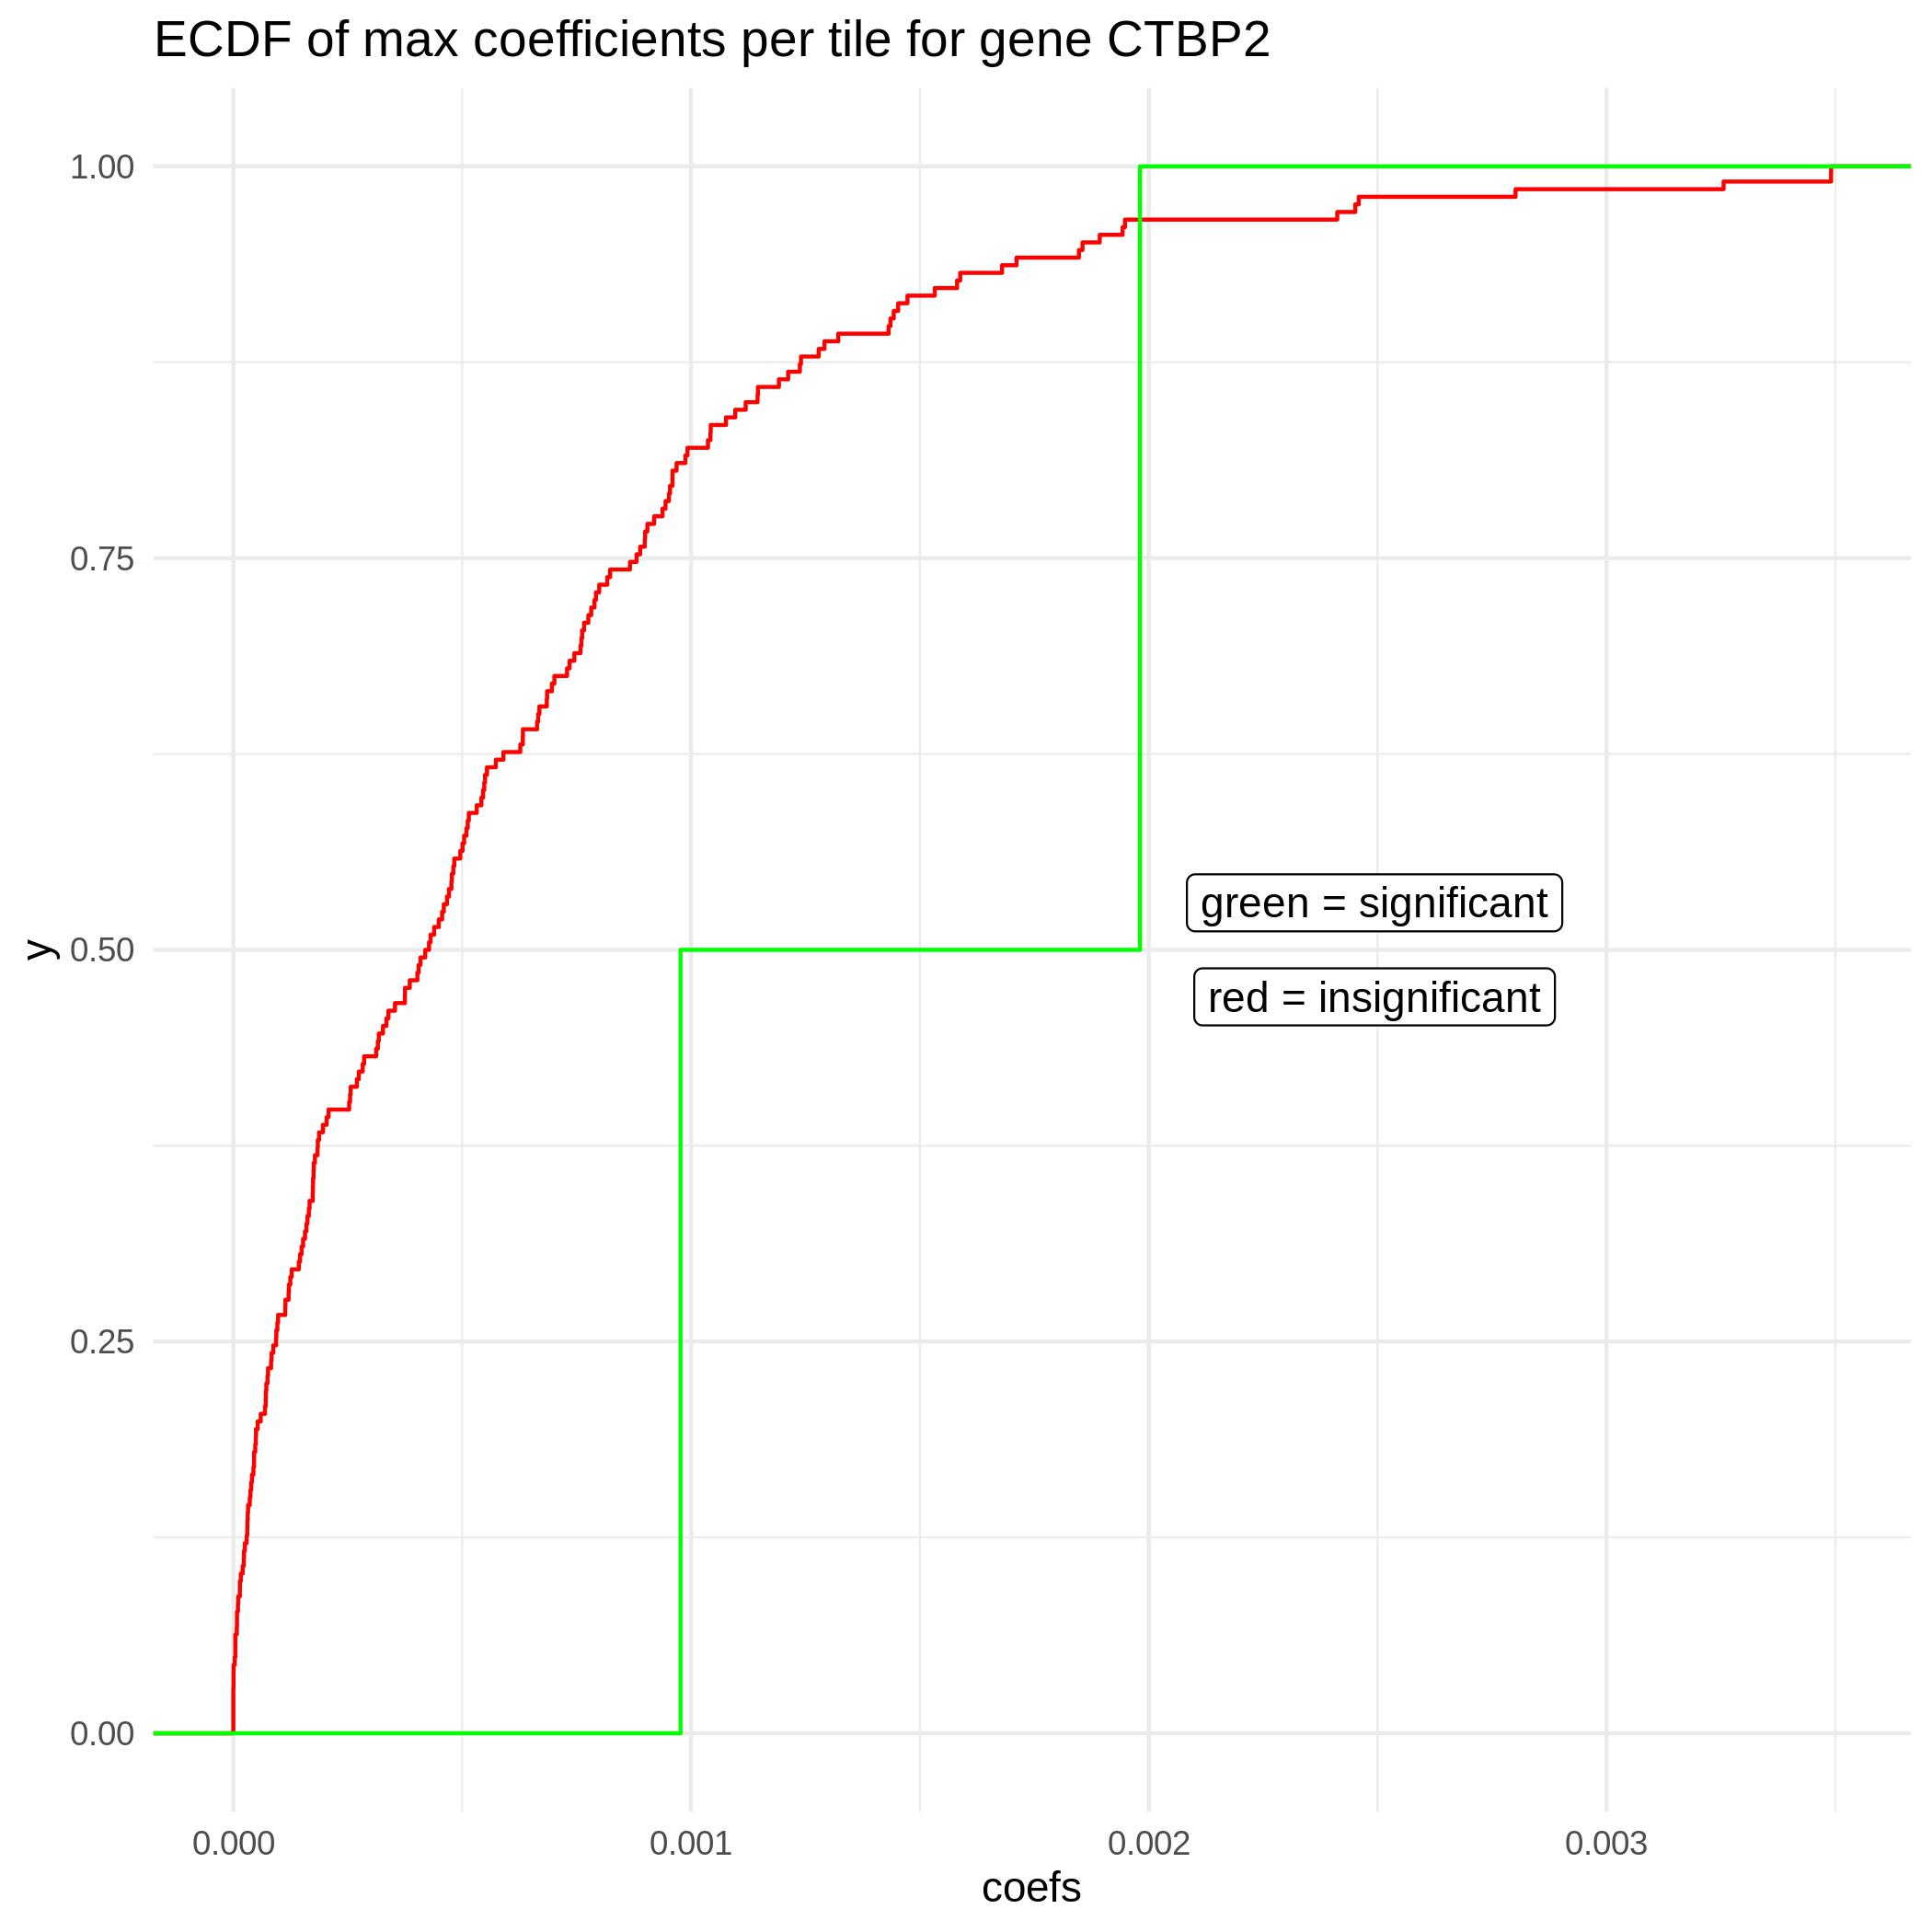 ECDF of max coefficients per tile for gene CTBP2
1.00
0.75
0.50
0.25
0.00
y
green = significant
red = insignificant
0.000 0.001 0.002 0.003
coefs